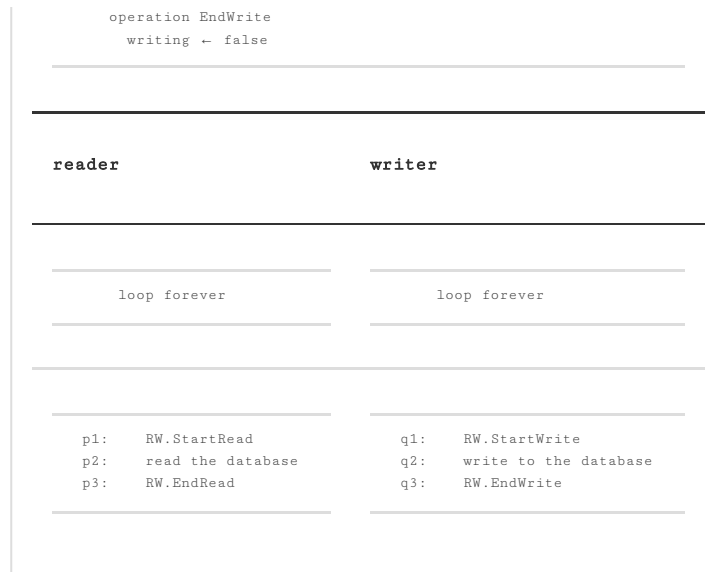 operation EndWrite
writing ← false
reader
writer
loop forever
loop forever
p1: RW.StartRead
p2: read the database
p3: RW.EndRead
q1: RW.StartWrite
q2: write to the database
q3: RW.EndWrite